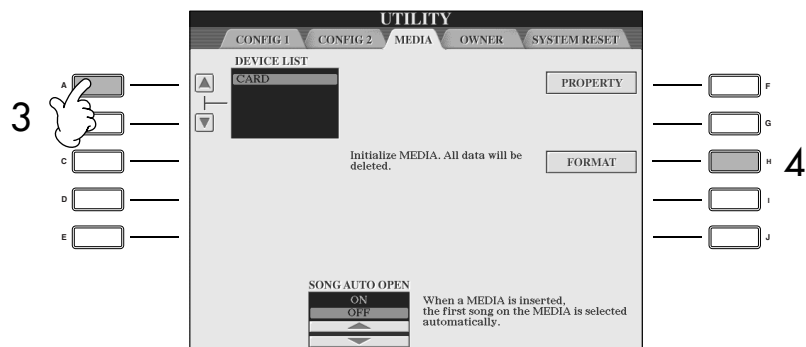 UTILITY
CONFIG 1 CONFIG 2 MEDIA OWNER SYSTEM RESET
DEVICE LIST
CARD
PROPERTY
A
F
3
G
C
Initialize MEDIA. All data will be
deleted.
FORMAT
H
4
D
I
E
J
SONG AUTO OPEN
ON
OFF
When a MEDIA is inserted,
the first song on the MEDIA is selected
automatically.